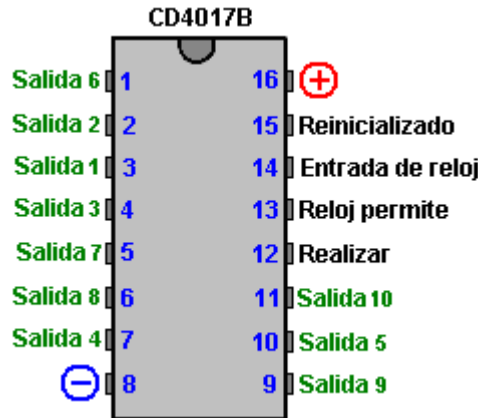 CD4017B
Salida 6 1 16 +
Salida 2 2 15 Reinicializado
Salida 1 3 14 Entrada de reloj
Salida 3 4 13 Reloj permite
Salida 7 5 12 Realizar
Salida 8 6 11 Salida 10
Salida 4 7 10 Salida 5
− 8 9 Salida 9